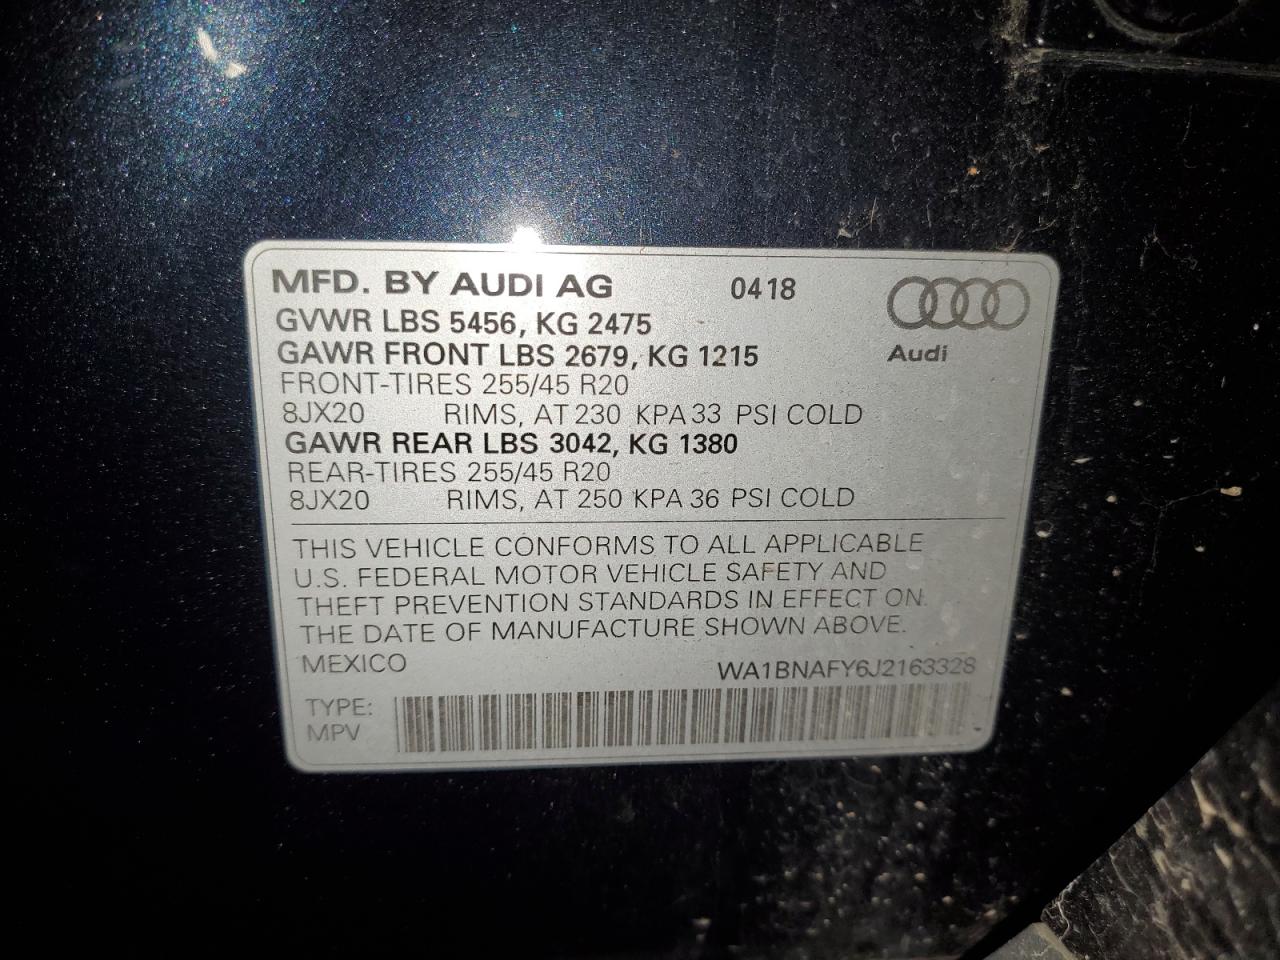 MFD. BY AUDI AG 0418
GVWR LBS 5456, KG 2475
GAWR FRONT LBS 2679, KG 1215
Audi
FRONT-TIRES 255/45 R20
8JX20 RIMS, AT 230 KPA 33 PSI COLD
GAWR REAR LBS 3042, KG 1380
REAR-TIRES 255/45 R20
8JX20 RIMS, AT 250 KPA 36 PSI COLD
THIS VEHICLE CONFORMS TO ALL APPLICABLE
U.S. FEDERAL MOTOR VEHICLE SAFETY AND
THEFT PREVENTION STANDARDS IN EFFECT ON
THE DATE OF MANUFACTURE SHOWN ABOVE.
MEXICO WA1BNAFY6J2163328
TYPE:
MPV